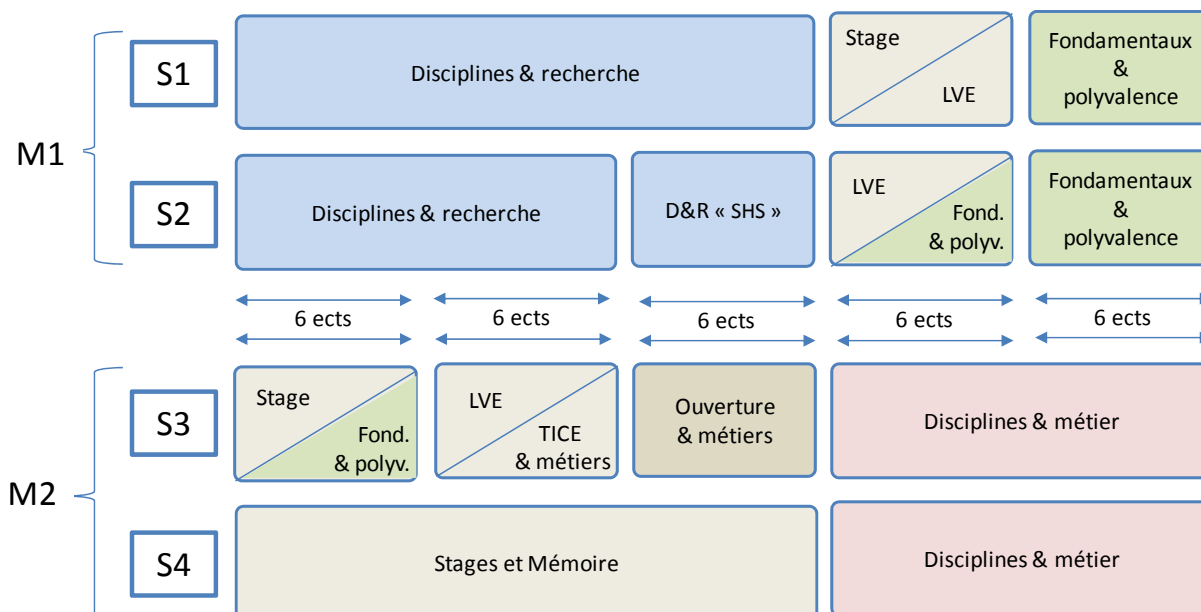 M1
S1
Disciplines & recherche
Stage
LVE
Fondamentaux
&
polyvalence
S2
Disciplines & recherche
D&R « SHS »
LVE
Fond.
& polyv.
Fondamentaux
&
polyvalence
6 ects
6 ects
6 ects
6 ects
6 ects
M2
S3
Stage
Fond.
& polyv.
LVE
TICE
& métiers
Ouverture
& métiers
Disciplines & métier
S4
Stages et Mémoire
Disciplines & métier